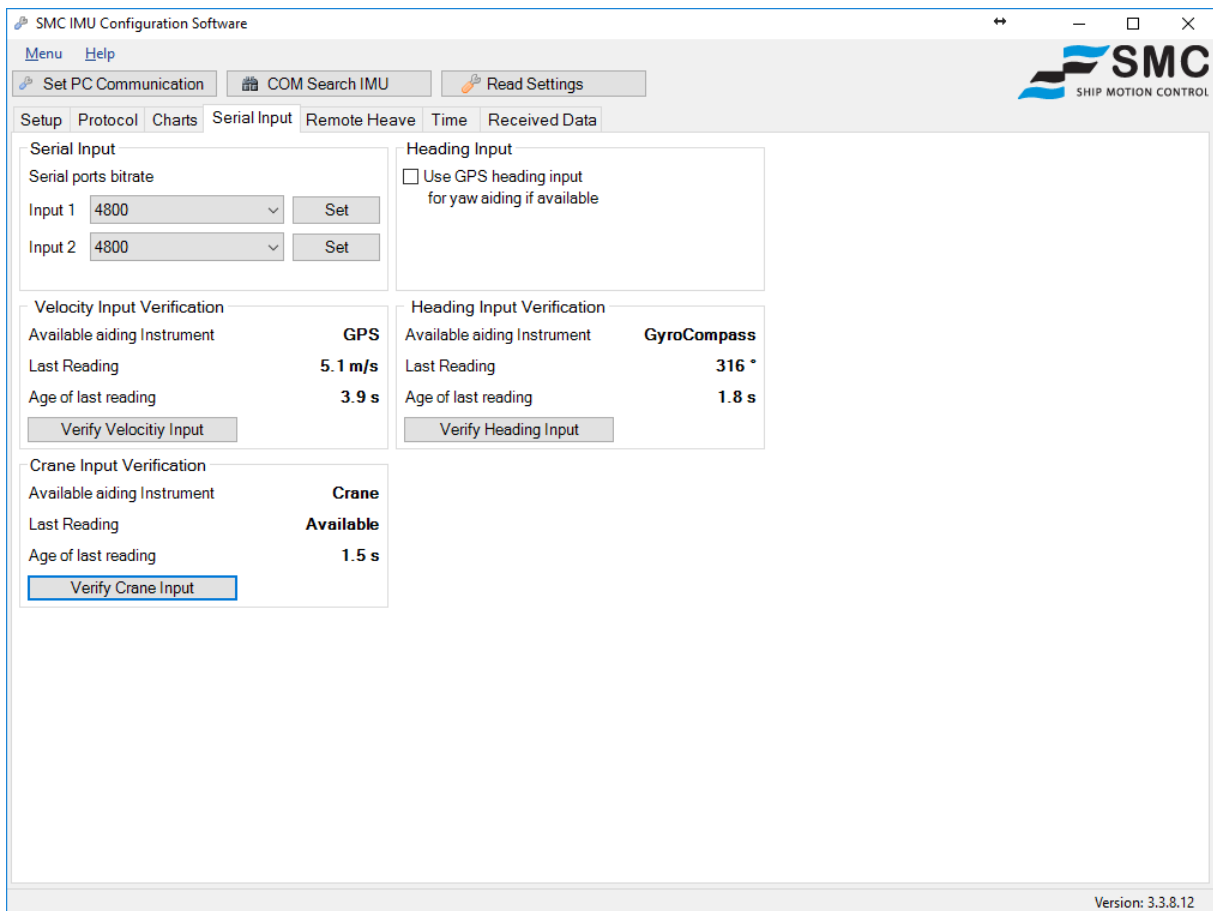 SMC IMU Configuration Software
Menu Help
SMC
SHIP MOTION CONTROL
Set PC Communication COM Search IMU Read Settings
Setup Protocol Charts Serial Input Remote Heave Time Received Data
Serial Input
Serial ports bitrate
Input 1 4800 Set
Input 2 4800 Set
Heading Input
Use GPS heading input
for yaw aiding if available
Velocity Input Verification
Available aiding Instrument GPS
Last Reading 5.1 m/s
Age of last reading 3.9 s
Verify Velocitiy Input
Heading Input Verification
Available aiding Instrument GyroCompass
Last Reading 316 °
Age of last reading 1.8 s
Verify Heading Input
Crane Input Verification
Available aiding Instrument Crane
Last Reading Available
Age of last reading 1.5 s
Verify Crane Input
Version: 3.3.8.12